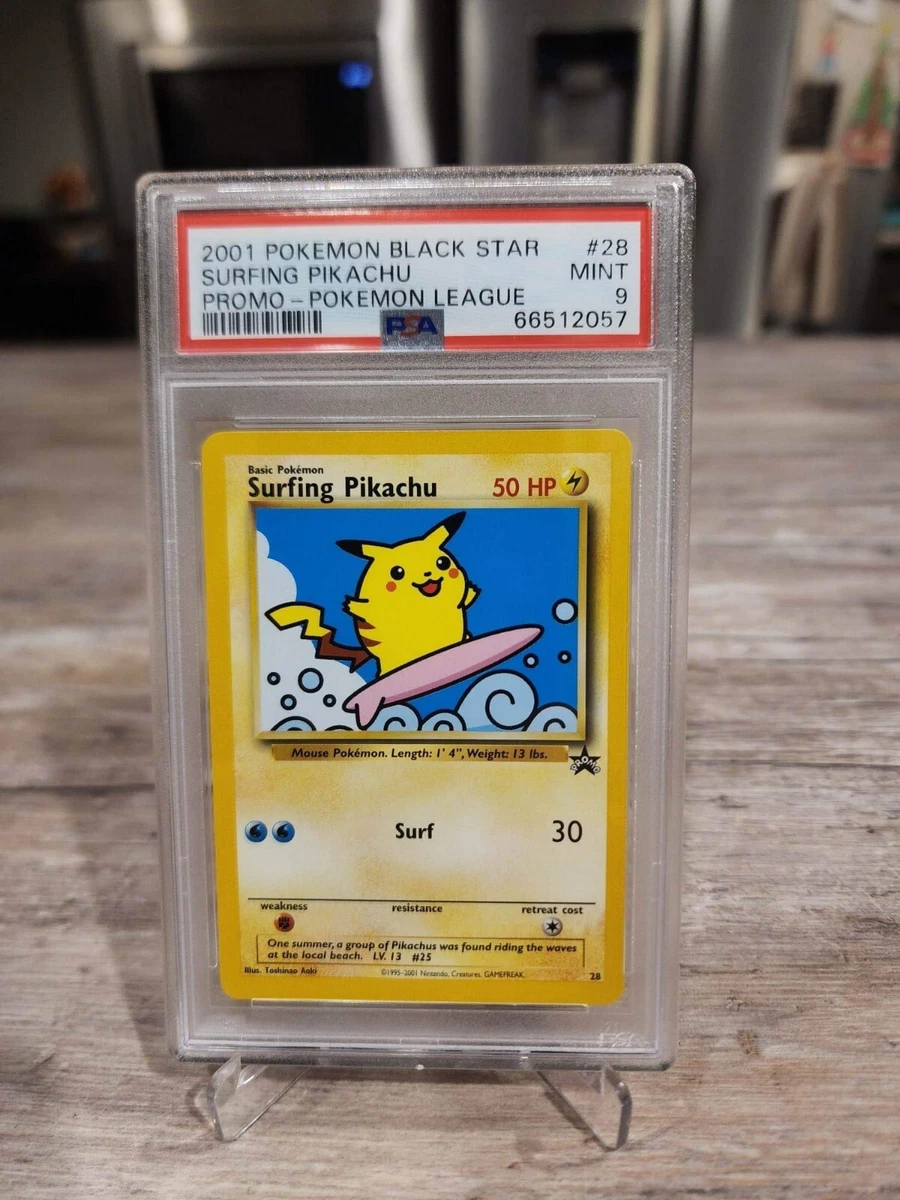 2001 POKEMON BLACK STAR #28
SURFING PIKACHU MINT
PROMO - POKEMON LEAGUE 9
PSA 66512057
Basic Pokémon
Surfing Pikachu 50 HP
Mouse Pokémon. Length: 1' 4", Weight: 13 lbs.
PROMO
Surf 30
weakness resistance retreat cost
One summer, a group of Pikachus was found riding the waves
at the local beach. LV. 13 #25
Illus. Toshinao Aoki ©1995-2001 Nintendo, Creatures, GAMEFREAK. 28
PSA